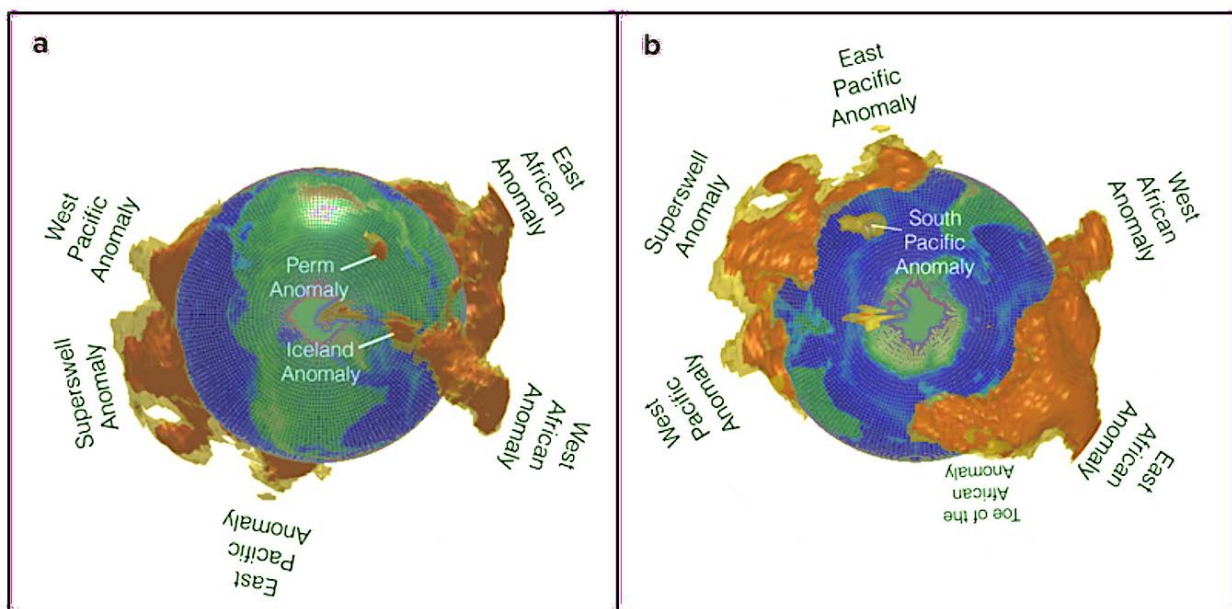 a
West
Pacific
Anomaly
East
African
Anomaly
Perm
Anomaly
Iceland
Anomaly
Superswell
Anomaly
West
African
Anomaly
East
Pacific
Anomaly
b
East
Pacific
Anomaly
Superswell
Anomaly
West
African
Anomaly
South
Pacific
Anomaly
West
Pacific
Anomaly
East
African
Anomaly
Toe of the
African
Anomaly